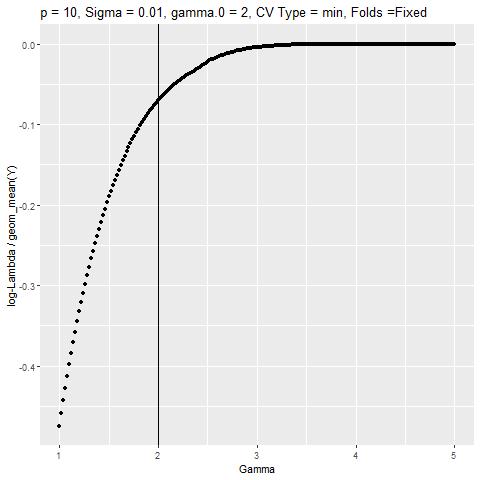 p = 10, Sigma = 0.01, gamma.0 = 2, CV Type = min, Folds =Fixed
0.0
-0.1
-0.2
-0.3
-0.4
log-Lambda / geom_mean(Y)
1 2 3 4 5
Gamma